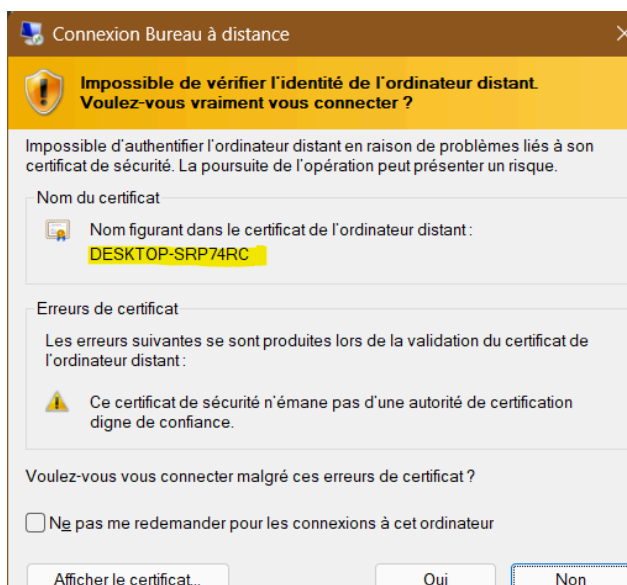 Connexion Bureau à distance
Impossible de vérifier l'identité de l'ordinateur distant.
Voulez-vous vraiment vous connecter ?
Impossible d'authentifier l'ordinateur distant en raison de problèmes liés à son
certificat de sécurité. La poursuite de l'opération peut présenter un risque.
Nom du certificat
Nom figurant dans le certificat de l'ordinateur distant :
DESKTOP-SRP74RC
Erreurs de certificat
Les erreurs suivantes se sont produites lors de la validation du certificat de
l'ordinateur distant :
Ce certificat de sécurité n'émane pas d'une autorité de certification
digne de confiance.
Voulez-vous vous connecter malgré ces erreurs de certificat ?
Ne pas me redemander pour les connexions à cet ordinateur
Afficher le certificat... Oui Non